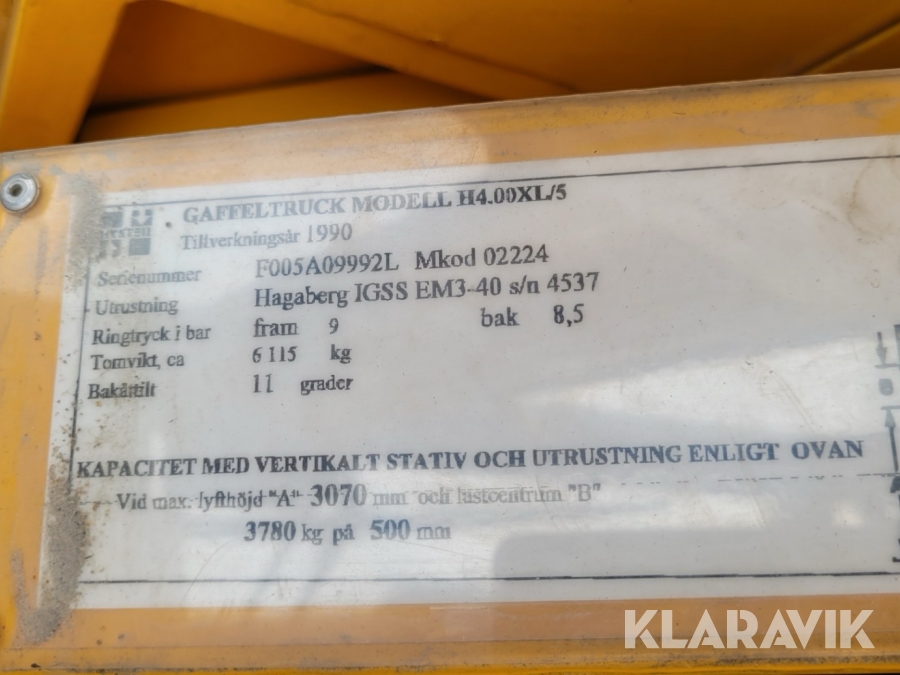 HYSTER
GAFFELTRUCK MODELL H4.00XL/5
Tillverkningsår 1990
Serienummer F005A09992L Mkod 02224
Utrustning Hagaberg IGSS EM3-40 s/n 4537
Ringtryck i bar fram 9 bak 8,5
Tomvikt, ca 6 115 kg
Bakåttilt 11 grader
KAPACITET MED VERTIKALT STATIV OCH UTRUSTNING ENLIGT OVAN
Vid max. lyfthöjd "A" 3070 mm och lastcentrum "B"
3780 kg på 500 mm
KLARAVIK